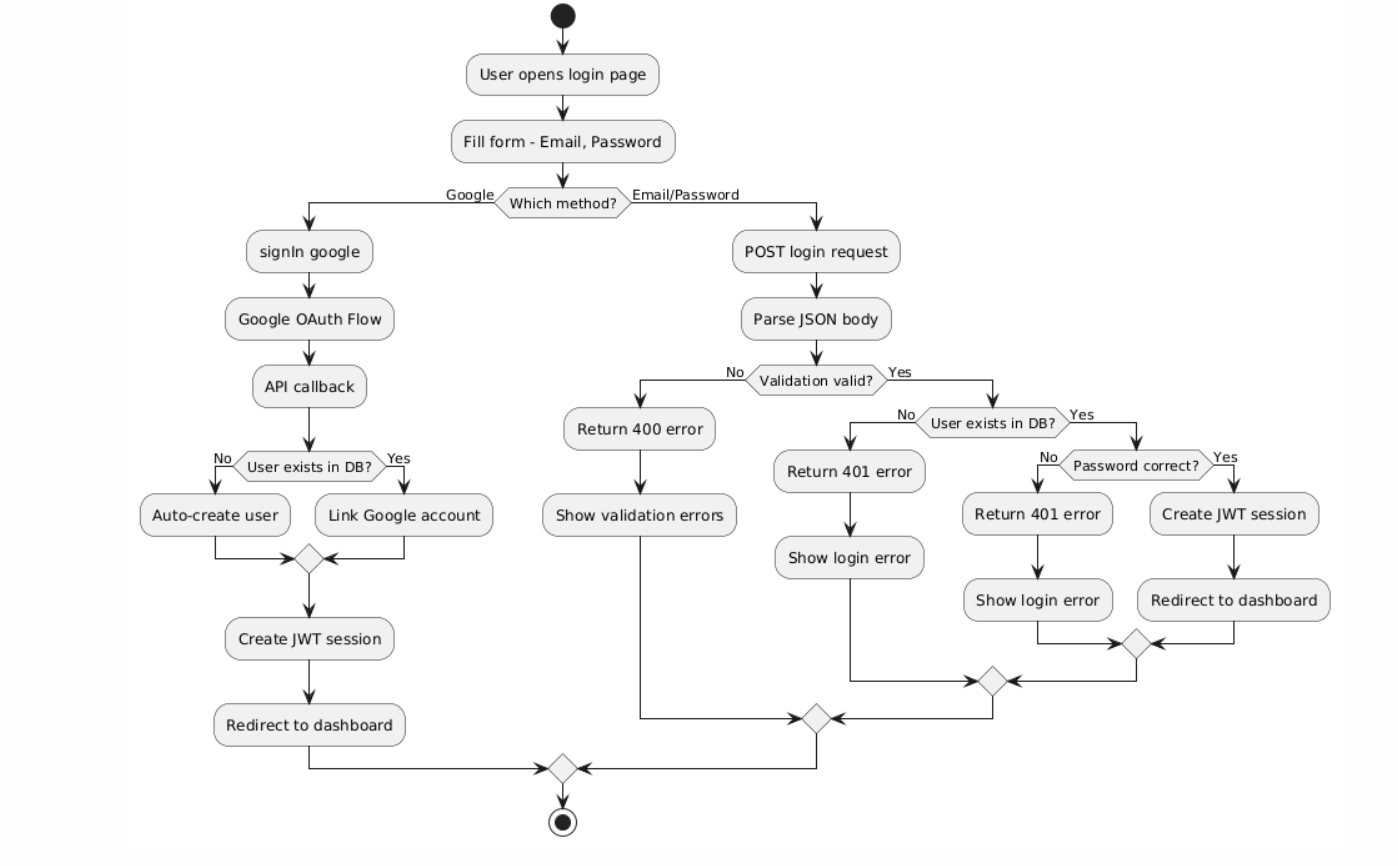 User opens login page
Fill form - Email, Password
Google
Which method?
Email/Password
signIn google
Google OAuth Flow
API callback
No
User exists in DB?
Yes
Auto-create user
Link Google account
Create JWT session
Redirect to dashboard
POST login request
Parse JSON body
No
Validation valid?
Yes
Return 400 error
Show validation errors
No
User exists in DB?
Yes
Return 401 error
Show login error
No
Password correct?
Yes
Return 401 error
Show login error
Create JWT session
Redirect to dashboard